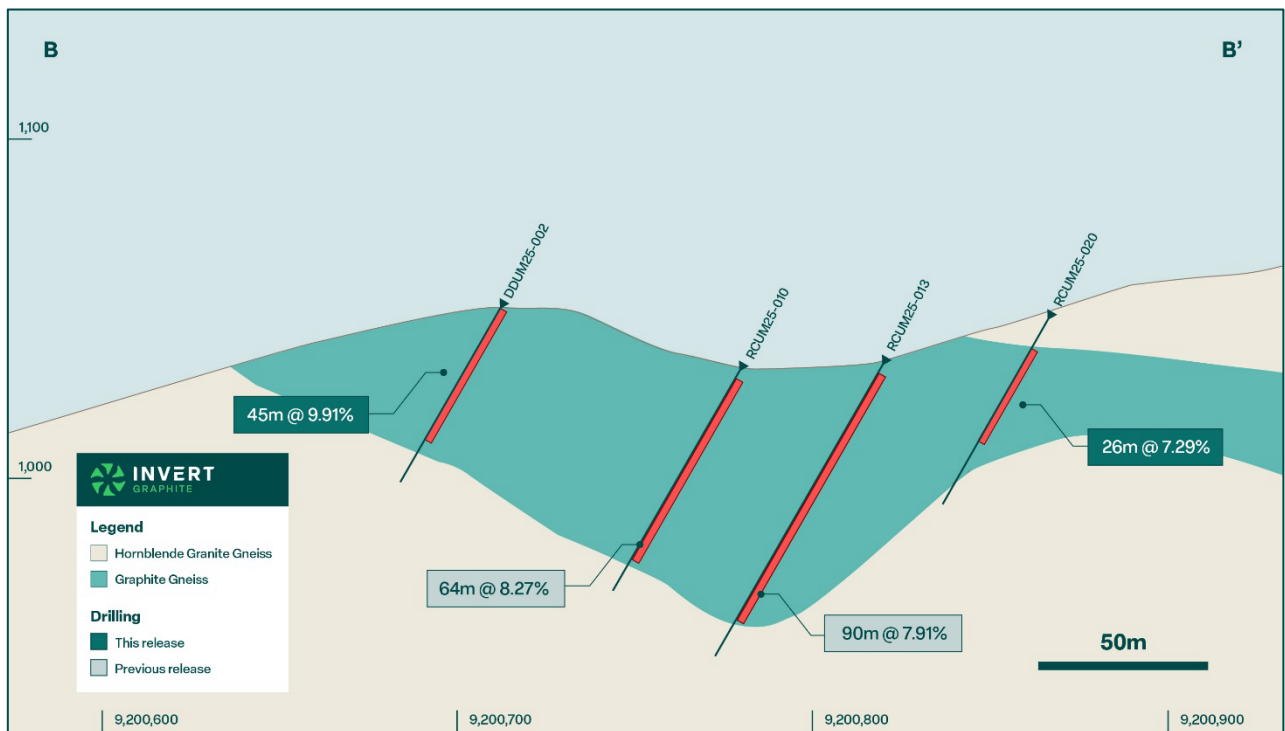 B
B’
1,100
DDUM25-002
RCUM25-010
RCUM25-013
RCUM25-020
45m @ 9.91%
26m @ 7.29%
1,000
64m @ 8.27%
90m @ 7.91%
INVERT
GRAPHITE
Legend
Hornblende Granite Gneiss
Graphite Gneiss
Drilling
This release
Previous release
50m
9,200,600
9,200,700
9,200,800
9,200,900